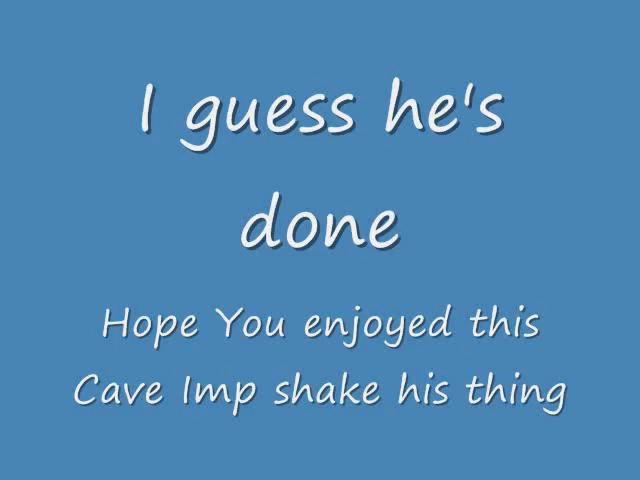 I guess he's
done
Hope You enjoyed this
Cave Imp shake his thing